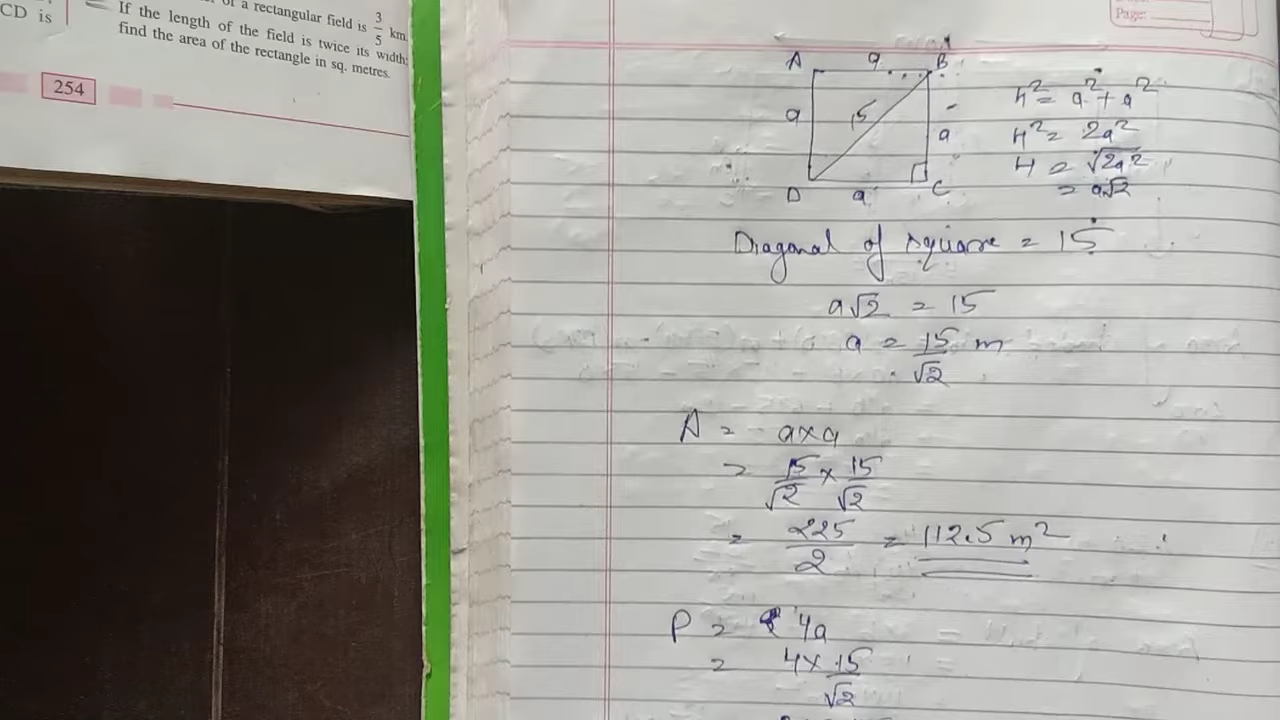 CD is
of a rectangular field is 3/5 km.
If the length of the field is twice its width,
find the area of the rectangle in sq. metres.
254
Page:
A a B
a 15 a
D a C
H² = a² + a²
H² = 2a²
H = √2a²
= a√2
Diagonal of square = 15
a√2 = 15
a = 15/√2 m
A = a×a
= 15/√2 × 15/√2
= 225/2 = 112.5 m²
P = 4a
= 4 × 15/√2